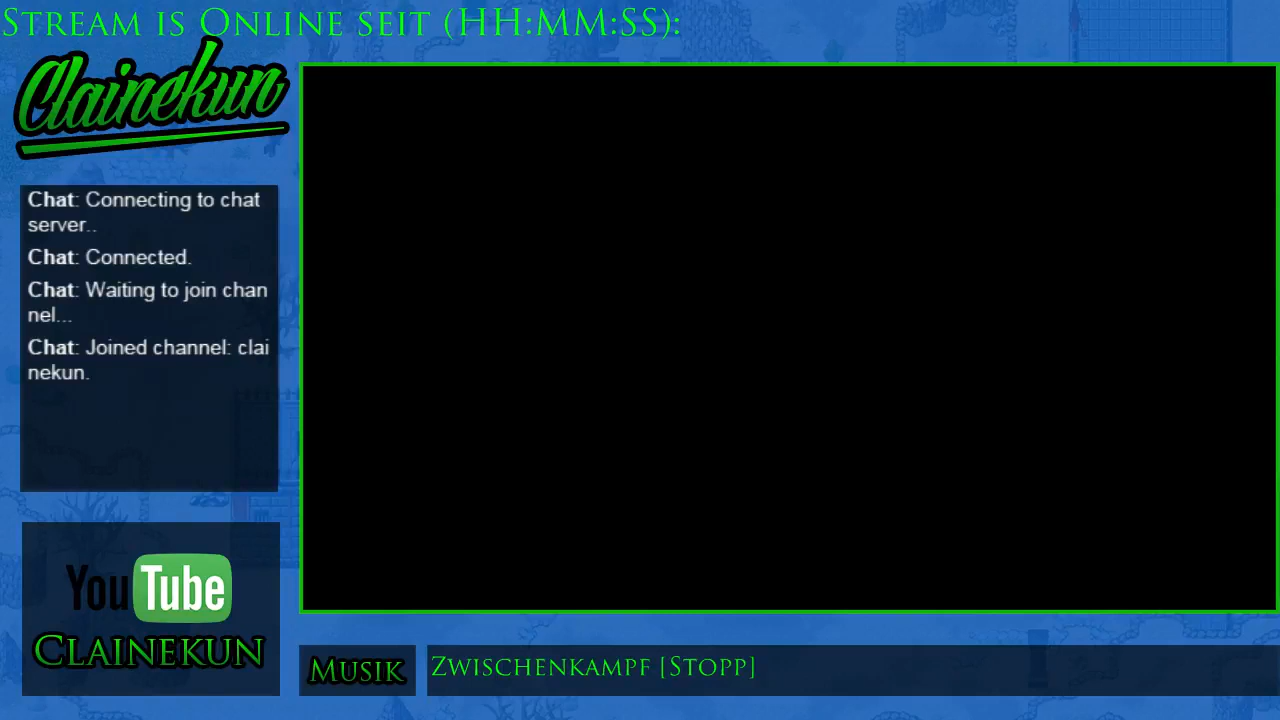 Stream is Online seit (HH:MM:SS):
Clainekun
Chat: Connecting to chat
server..
Chat: Connected.
Chat: Waiting to join chan
nel...
Chat: Joined channel: clai
nekun.
YouTube
Clainekun
Musik
Zwischenkampf [Stopp]